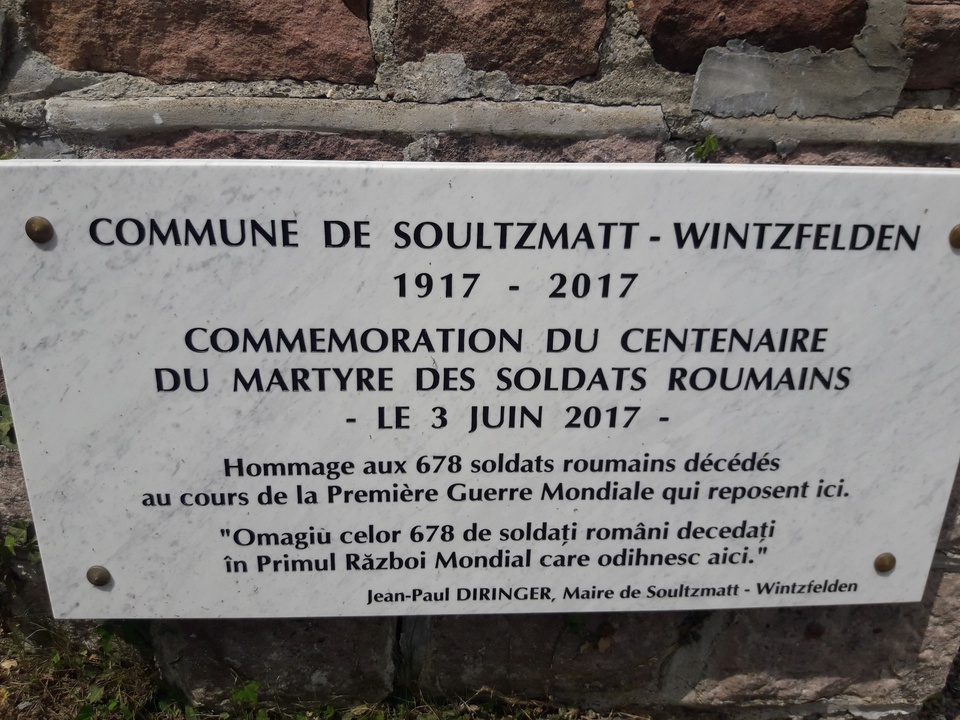 COMMUNE DE SOULTZMATT - WINTZFELDEN
1917 - 2017
COMMEMORATION DU CENTENAIRE
DU MARTYRE DES SOLDATS ROUMAINS
- LE 3 JUIN 2017 -
Hommage aux 678 soldats roumains décédés
au cours de la Première Guerre Mondiale qui reposent ici.
"Omagiù celor 678 de soldați români decedați
în Primul Război Mondial care odihnesc aici."
Jean-Paul DIRINGER, Maire de Soultzmatt - Wintzfelden